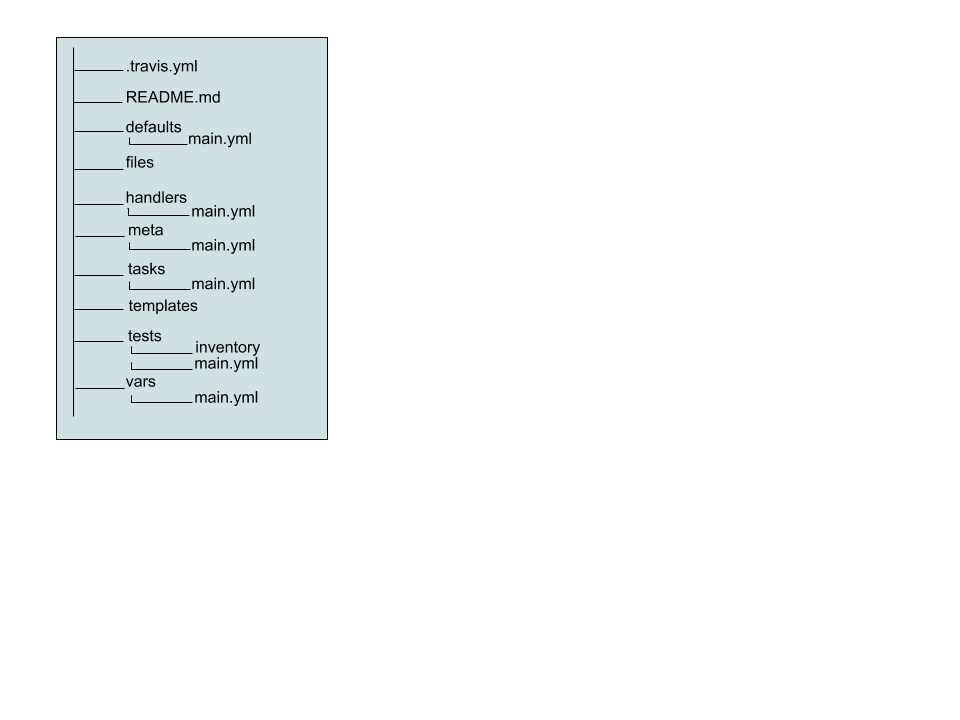 .travis.yml
README.md
defaults
main.yml
files
handlers
main.yml
meta
main.yml
tasks
main.yml
templates
tests
inventory
main.yml
vars
main.yml